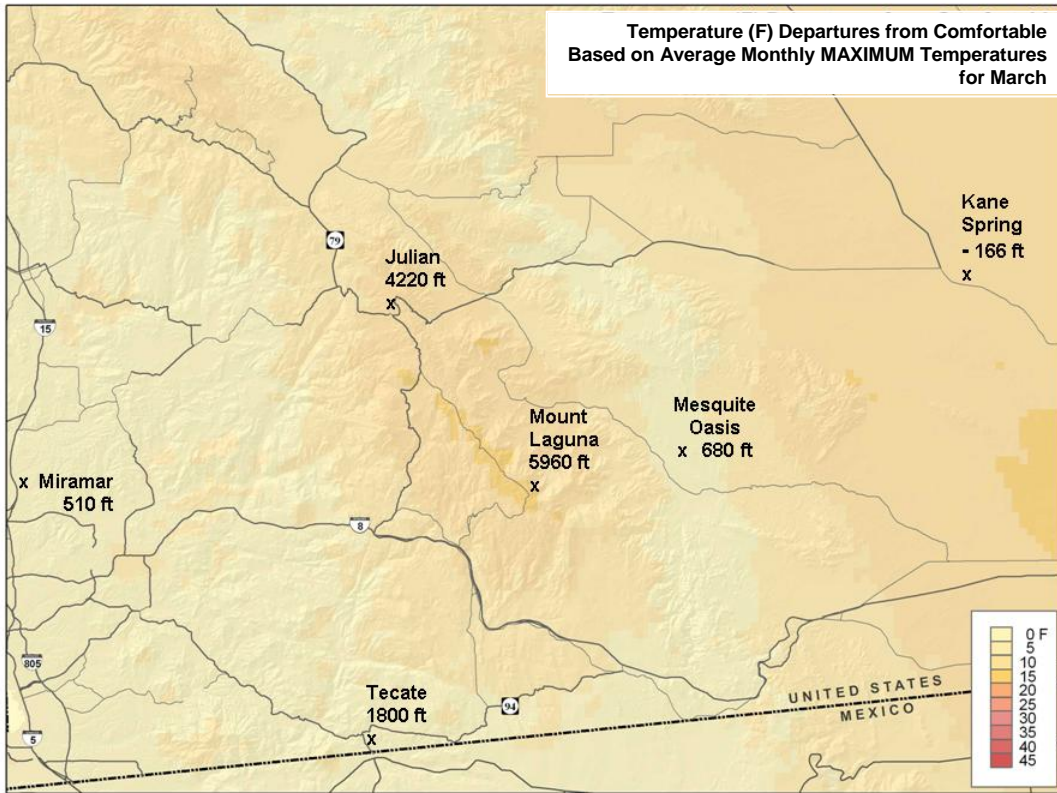 Temperature (F) Departures from Comfortable
Based on Average Monthly MAXIMUM Temperatures
for March
Kane
Spring
- 166 ft
x
79
Julian
4220 ft
x
15
Mount
Laguna
5960 ft
x
Mesquite
Oasis
x 680 ft
x Miramar
510 ft
8
805
Tecate
1800 ft
x
94
5
UNITED STATES
MEXICO
0 F
5
10
15
20
25
30
35
40
45